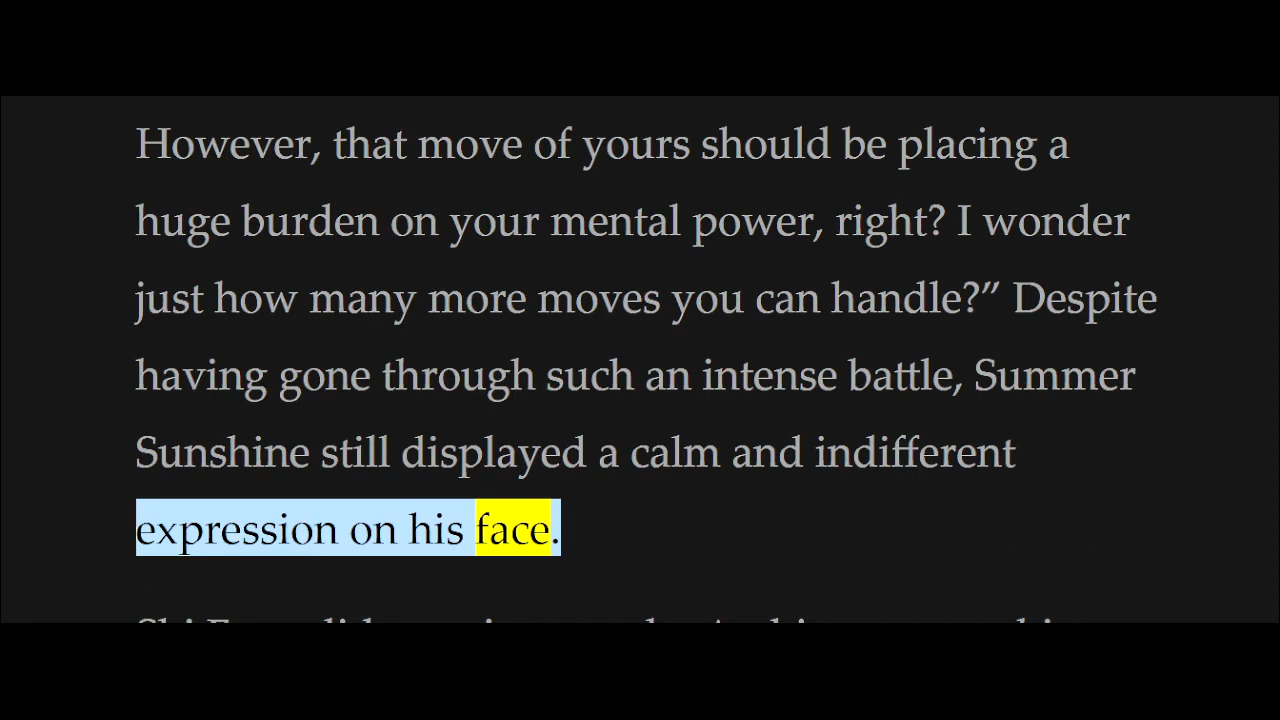 However, that move of yours should be placing a
huge burden on your mental power, right? I wonder
just how many more moves you can handle?” Despite
having gone through such an intense battle, Summer
Sunshine still displayed a calm and indifferent
expression on his face.